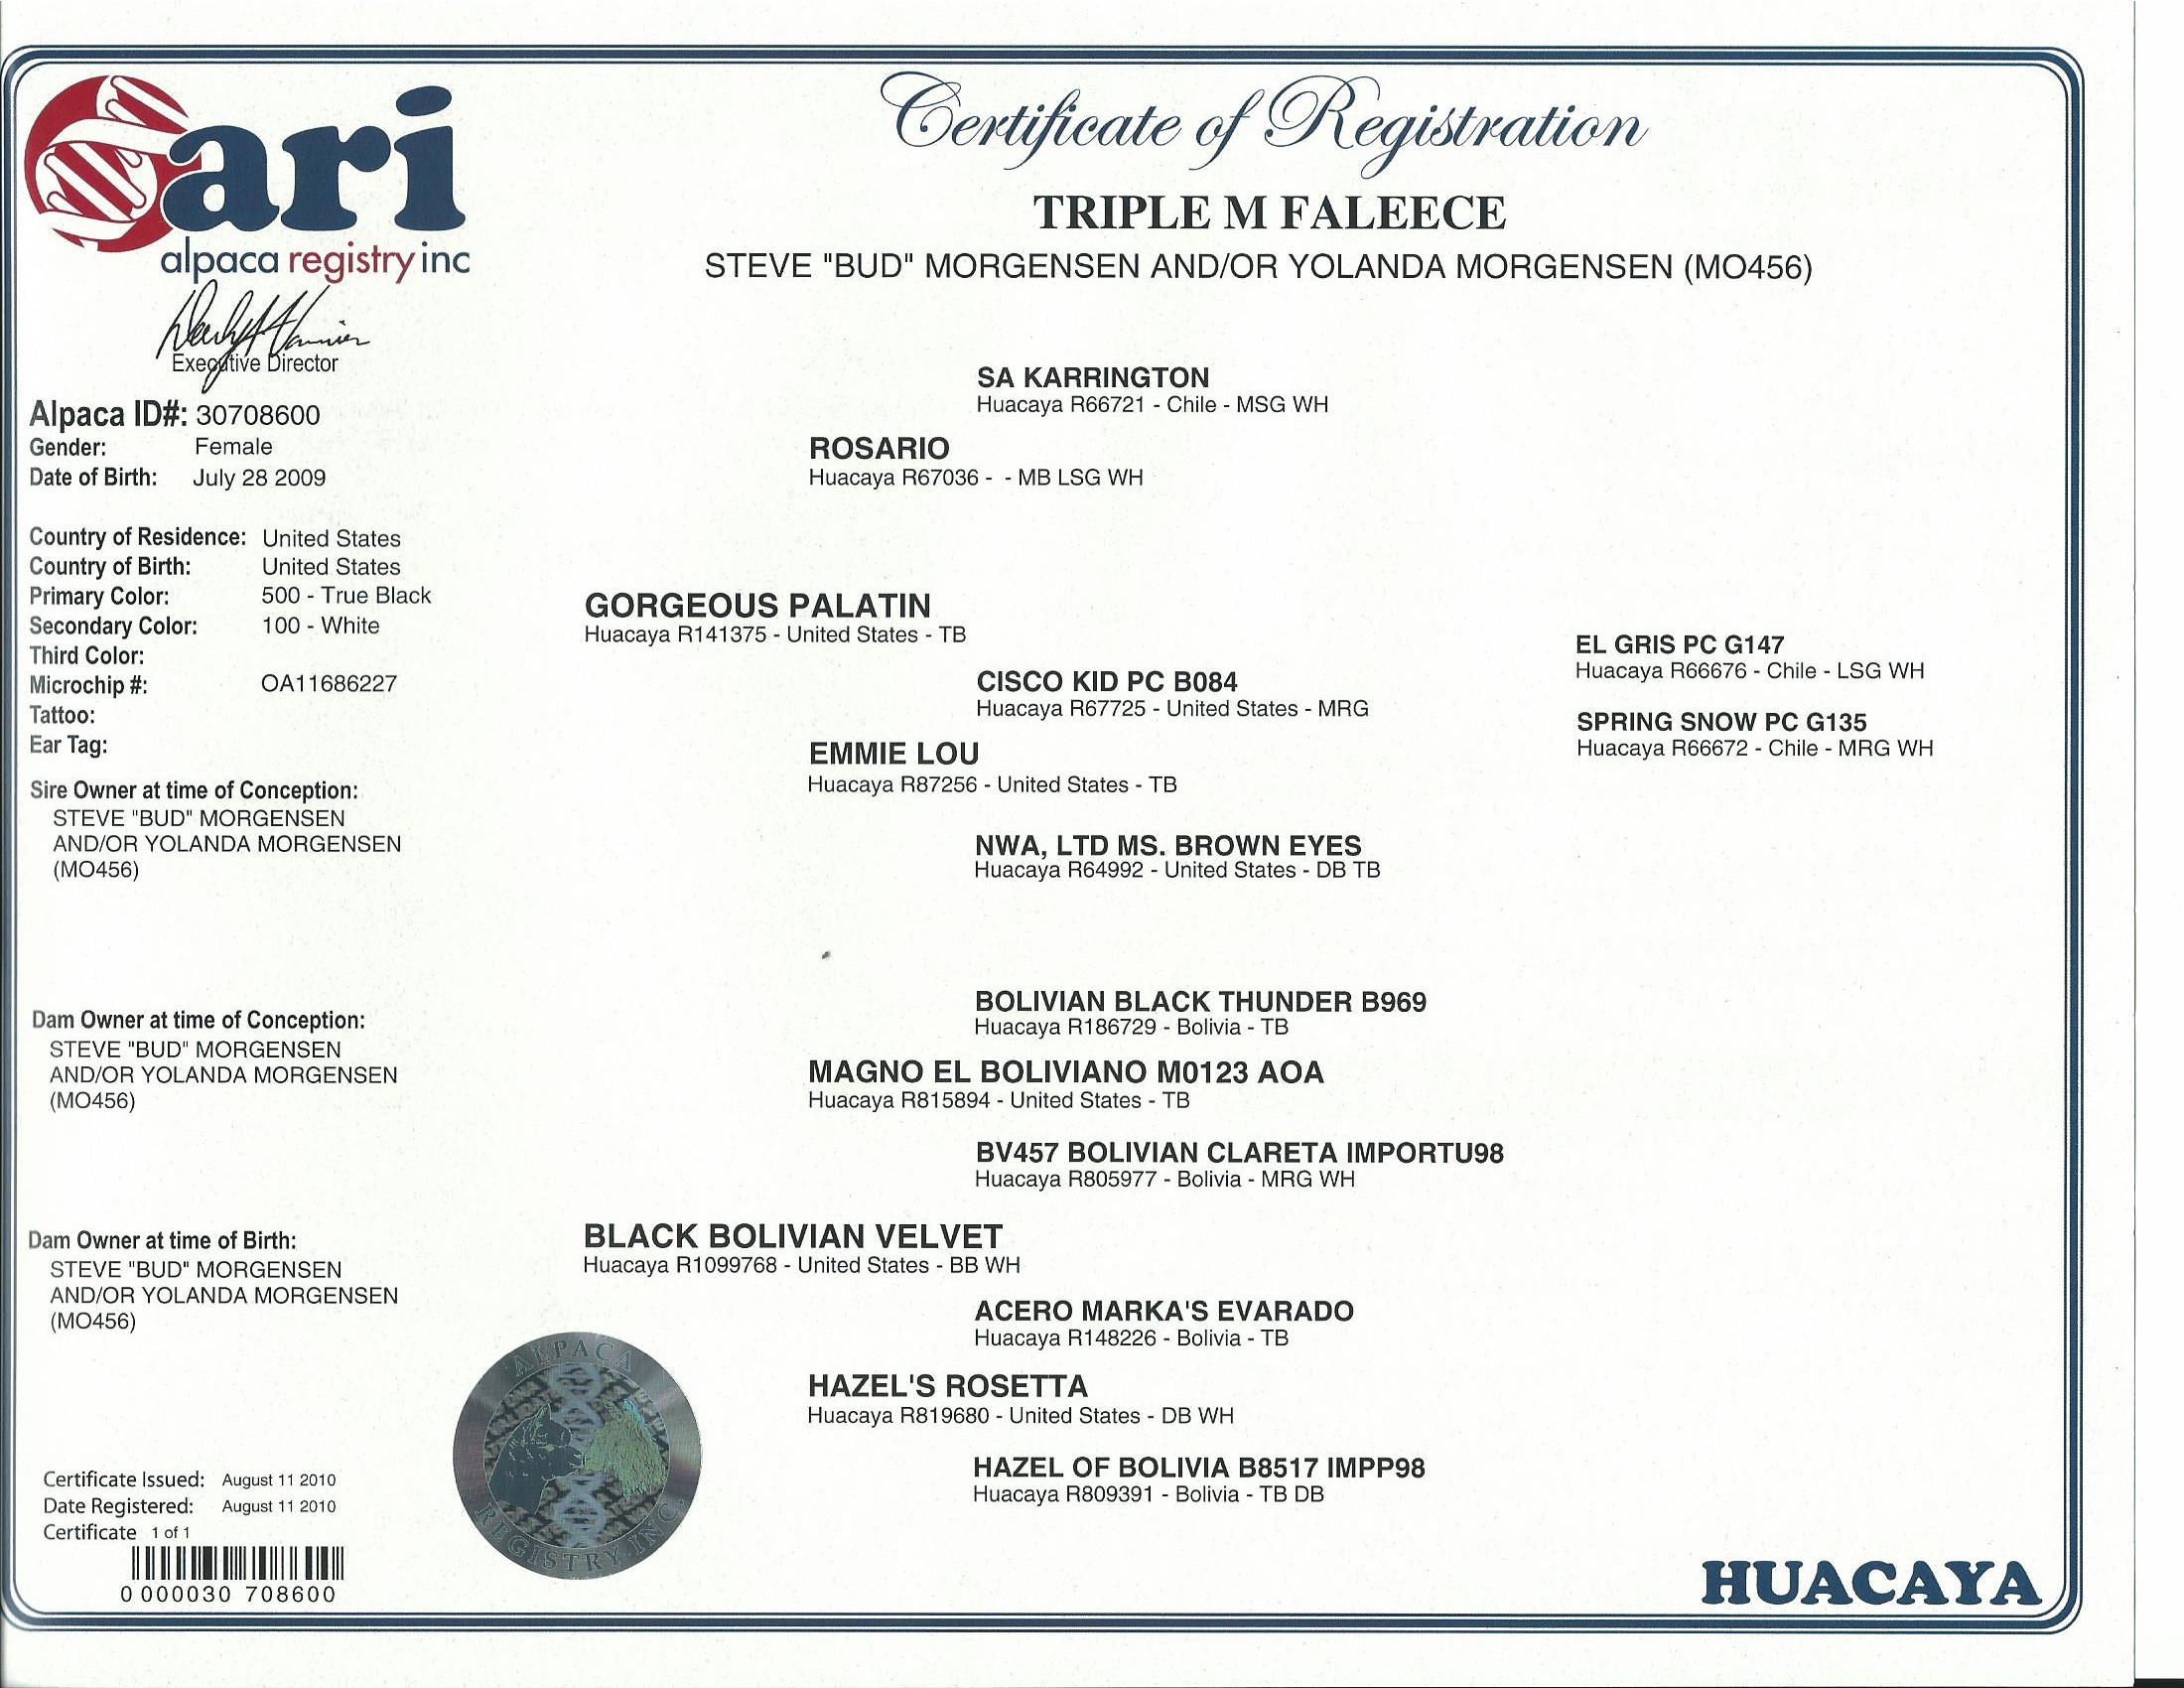 ari
alpaca registry inc
Executive Director
Certificate of Registration
TRIPLE M FALEECE
STEVE "BUD" MORGENSEN AND/OR YOLANDA MORGENSEN (MO456)
Alpaca ID#: 30708600
Gender: Female
Date of Birth: July 28 2009
Country of Residence: United States
Country of Birth: United States
Primary Color: 500 - True Black
Secondary Color: 100 - White
Third Color:
Microchip #: OA11686227
Tattoo:
Ear Tag:
Sire Owner at time of Conception:
STEVE "BUD" MORGENSEN
AND/OR YOLANDA MORGENSEN
(MO456)
Dam Owner at time of Conception:
STEVE "BUD" MORGENSEN
AND/OR YOLANDA MORGENSEN
(MO456)
Dam Owner at time of Birth:
STEVE "BUD" MORGENSEN
AND/OR YOLANDA MORGENSEN
(MO456)
Certificate Issued: August 11 2010
Date Registered: August 11 2010
Certificate 1 of 1
0 000030 708600
SA KARRINGTON
Huacaya R66721 - Chile - MSG WH
ROSARIO
Huacaya R67036 - - MB LSG WH
GORGEOUS PALATIN
Huacaya R141375 - United States - TB
EL GRIS PC G147
Huacaya R66676 - Chile - LSG WH
CISCO KID PC B084
Huacaya R67725 - United States - MRG
SPRING SNOW PC G135
Huacaya R66672 - Chile - MRG WH
EMMIE LOU
Huacaya R87256 - United States - TB
NWA, LTD MS. BROWN EYES
Huacaya R64992 - United States - DB TB
BOLIVIAN BLACK THUNDER B969
Huacaya R186729 - Bolivia - TB
MAGNO EL BOLIVIANO M0123 AOA
Huacaya R815894 - United States - TB
BV457 BOLIVIAN CLARETA IMPORTU98
Huacaya R805977 - Bolivia - MRG WH
BLACK BOLIVIAN VELVET
Huacaya R1099768 - United States - BB WH
ACERO MARKA'S EVARADO
Huacaya R148226 - Bolivia - TB
HAZEL'S ROSETTA
Huacaya R819680 - United States - DB WH
HAZEL OF BOLIVIA B8517 IMPP98
Huacaya R809391 - Bolivia - TB DB
ALPACA
REGISTRY, INC.
HUACAYA